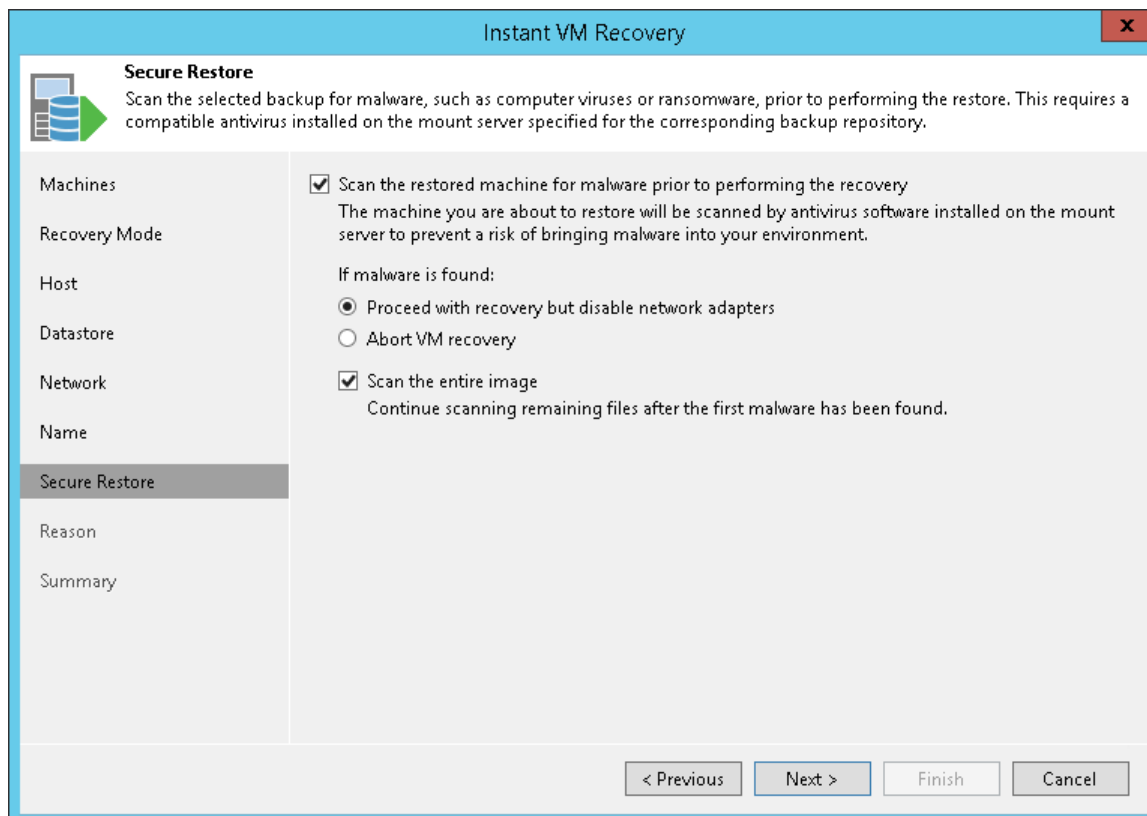 Instant VM Recovery
x
Secure Restore
Scan the selected backup for malware, such as computer viruses or ransomware, prior to performing the restore. This requires a
compatible antivirus installed on the mount server specified for the corresponding backup repository.
Machines
Recovery Mode
Host
Datastore
Network
Name
Secure Restore
Reason
Summary
Scan the restored machine for malware prior to performing the recovery
The machine you are about to restore will be scanned by antivirus software installed on the mount
server to prevent a risk of bringing malware into your environment.
If malware is found:
Proceed with recovery but disable network adapters
Abort VM recovery
Scan the entire image
Continue scanning remaining files after the first malware has been found.
< Previous
Next >
Finish
Cancel